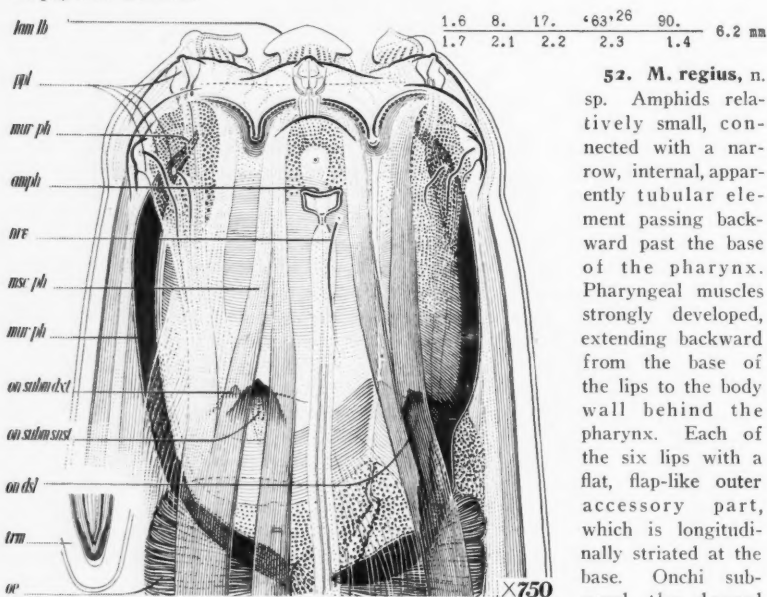 lam lb
ppl
mur ph
amph
nrv
msc ph
mur ph
on subm dxt
on subm snst
on dsl
trm
oe
×750
1.6 8. 17. ‘63’26 90.
1.7 2.1 2.2 2.3 1.4 6.2 mm
52. M. regius, n.
sp. Amphids rela-
tively small, con-
nected with a nar-
row, internal, appar-
ently tubular ele-
ment passing back-
ward past the base
of the pharynx.
Pharyngeal muscles
strongly developed,
extending backward
from the base of
the lips to the body
wall behind the
pharynx. Each of
the six lips with a
flat, flap-like outer
accessory part,
which is longitudi-
nally striated at the
base. Onchi sub-